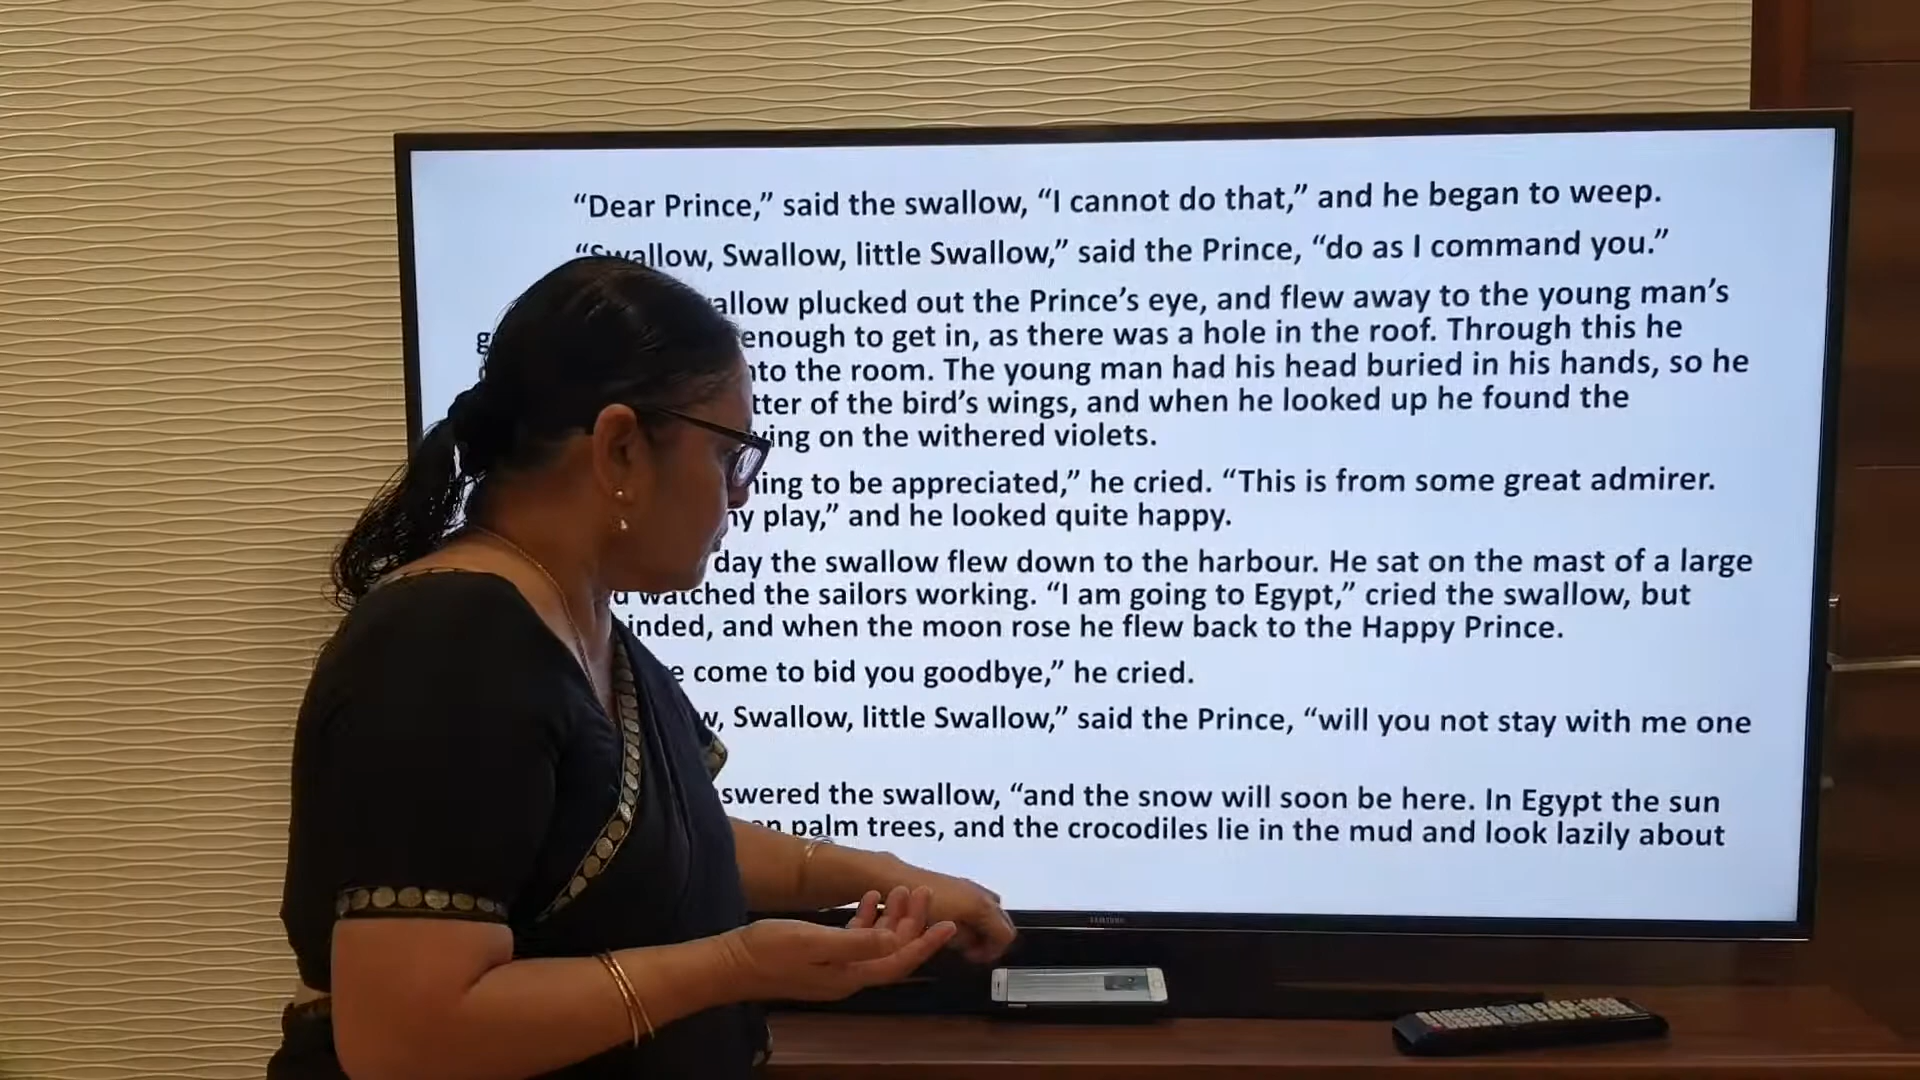 “Dear Prince,” said the swallow, “I cannot do that,” and he began to weep.
“Swallow, Swallow, little Swallow,” said the Prince, “do as I command you.”
plucked out the Prince’s eye, and flew away to the young man’s
enough to get in, as there was a hole in the roof. Through this he
the room. The young man had his head buried in his hands, so he
of the bird’s wings, and when he looked up he found the
on the withered violets.
to be appreciated,” he cried. “This is from some great admirer.
play,” and he looked quite happy.
day the swallow flew down to the harbour. He sat on the mast of a large
watched the sailors working. “I am going to Egypt,” cried the swallow, but
and when the moon rose he flew back to the Happy Prince.
come to bid you goodbye,” he cried.
Swallow, little Swallow,” said the Prince, “will you not stay with me one
the swallow, “and the snow will soon be here. In Egypt the sun
palm trees, and the crocodiles lie in the mud and look lazily about
SAMSUNG